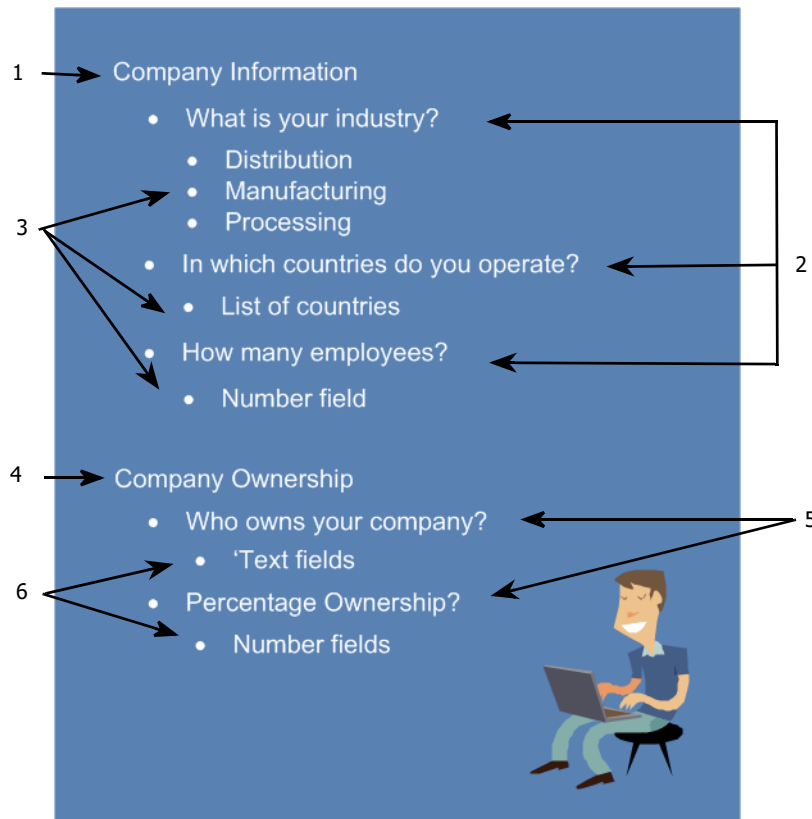 1
Company Information
What is your industry?
Distribution
3
Manufacturing
Processing
In which countries do you operate?
2
List of countries
How many employees?
Number field
4
Company Ownership
Who owns your company?
5
‘Text fields
6
Percentage Ownership?
Number fields